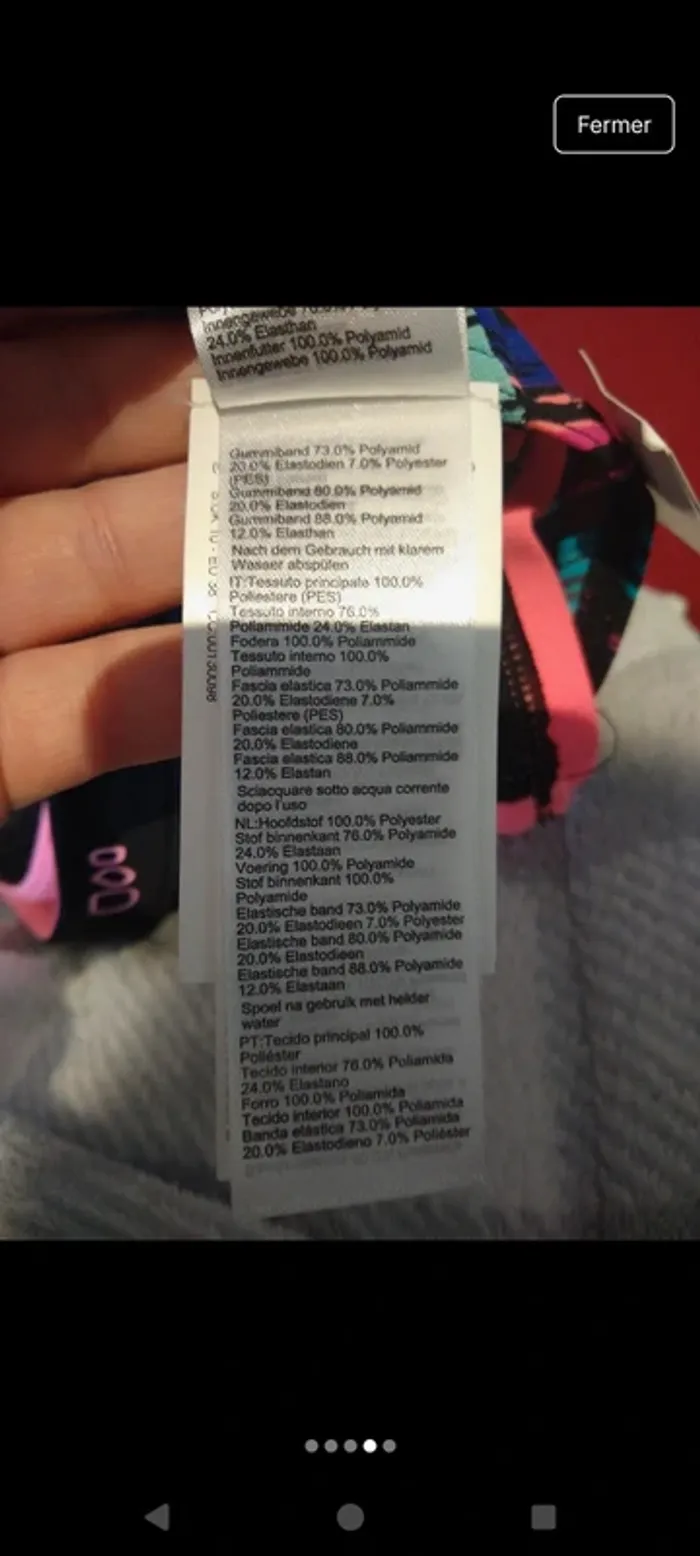 Fermer
Innengewebe 76.0%
24.0% Elasthan
Innenfutter 100.0% Polyamid
Innengewebe 100.0% Polyamid
Gummiband 73.0% Polyamid
20.0% Elastodien 7.0% Polyester
(PES)
Gummiband 80.0% Polyamid
20.0% Elastodien
Gummiband 88.0% Polyamid
12.0% Elasthan
Nach dem Gebrauch mit klarem
Wasser abspülen
IT:Tessuto principale 100.0%
Poliestere (PES)
Tessuto interno 76.0%
Poliammide 24.0% Elastan
Fodera 100.0% Poliammide
Tessuto interno 100.0%
Poliammide
Fascia elastica 73.0% Poliammide
20.0% Elastodiene 7.0%
Poliestere (PES)
Fascia elastica 80.0% Poliammide
20.0% Elastodiene
Fascia elastica 88.0% Poliammide
12.0% Elastan
Sciacquare sotto acqua corrente
dopo l'uso
NL:Hoofdstof 100.0% Polyester
Stof binnenkant 76.0% Polyamide
24.0% Elastaan
Voering 100.0% Polyamide
Stof binnenkant 100.0%
Polyamide
Elastische band 73.0% Polyamide
20.0% Elastodieen 7.0% Polyester
Elastische band 80.0% Polyamide
20.0% Elastodieen
Elastische band 88.0% Polyamide
12.0% Elastaan
Spoel na gebruik met helder
water
PT:Tecido principal 100.0%
Poliéster
Tecido interior 76.0% Poliamida
24.0% Elastano
Forro 100.0% Poliamida
Tecido interior 100.0% Poliamida
Banda elástica 73.0% Poliamida
20.0% Elastodieno 7.0% Poliéster